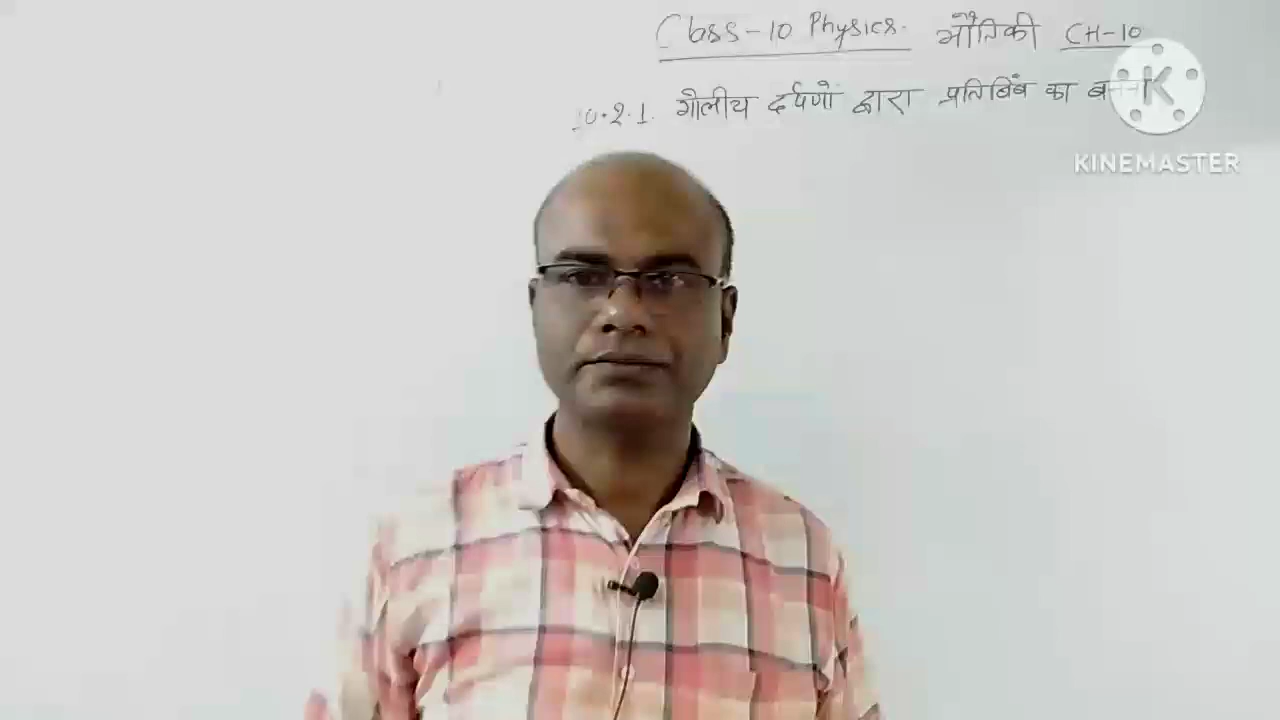 Class-10 Physics. भौतिकी CH-10
10.2.1. गोलीय दर्पणों द्वारा प्रतिबिंब का
KINEMASTER